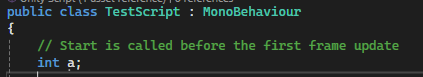 public class TestScript : MonoBehaviour
{
// Start is called before the first frame update
int a;